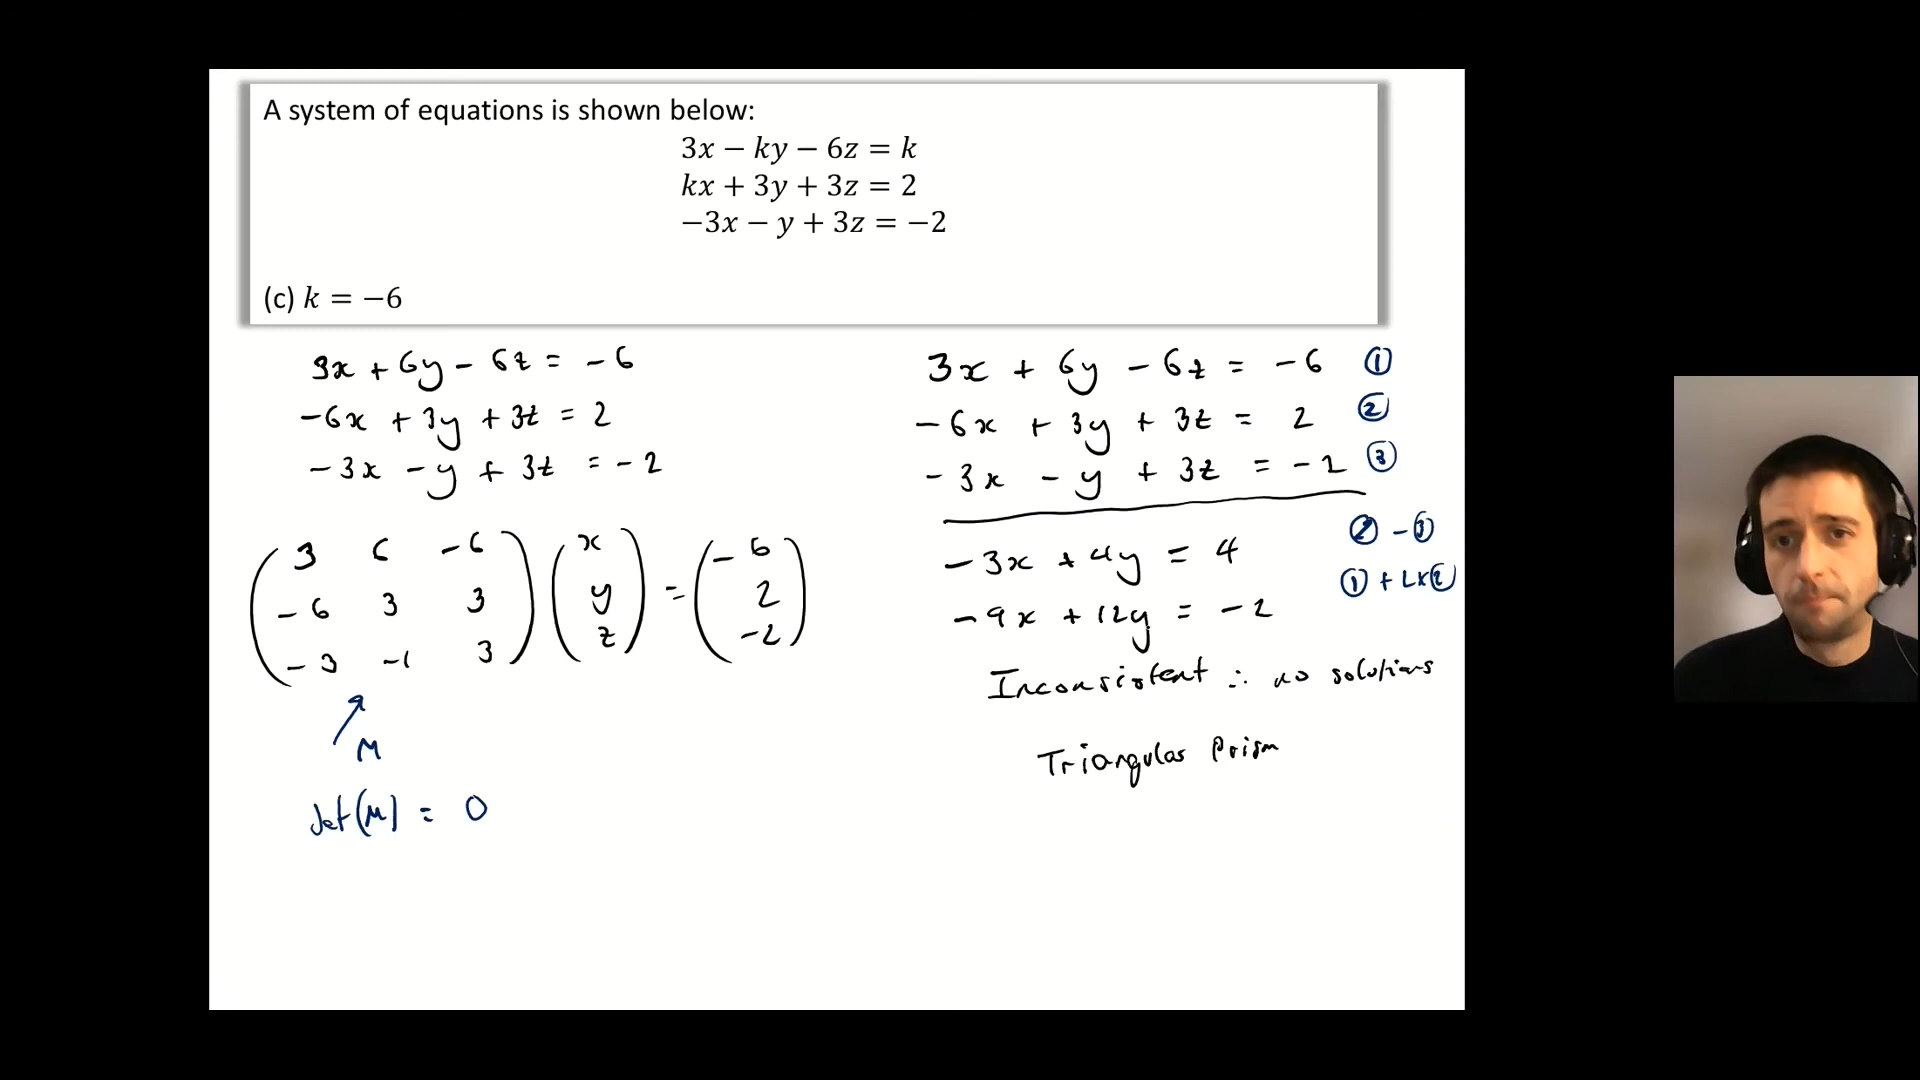 A system of equations is shown below:
3x − ky − 6z = k
kx + 3y + 3z = 2
−3x − y + 3z = −2
(c) k = −6
3x + 6y - 6z = -6
-6x + 3y + 3z = 2
-3x - y + 3z = -2
( 3 6 -6 ) ( x ) ( -6 )
( -6 3 3 ) ( y ) = ( 2 )
( -3 -1 3 ) ( z ) ( -2 )
M
det(M) = 0
3x + 6y - 6z = -6 ①
-6x + 3y + 3z = 2 ②
-3x - y + 3z = -2 ③
-3x + 4y = 4 ② - ③
-9x + 12y = -2 ① + 2x②
Inconsistent ∴ no solutions
Triangular Prism